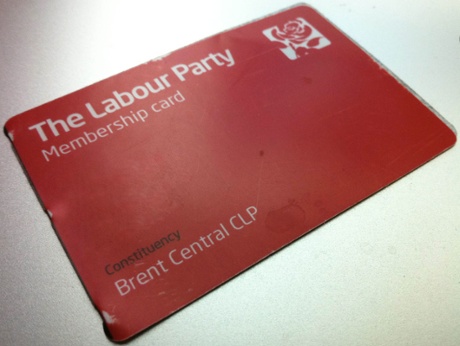 The Labour Party
Membership card
Constituency
Brent Central CLP